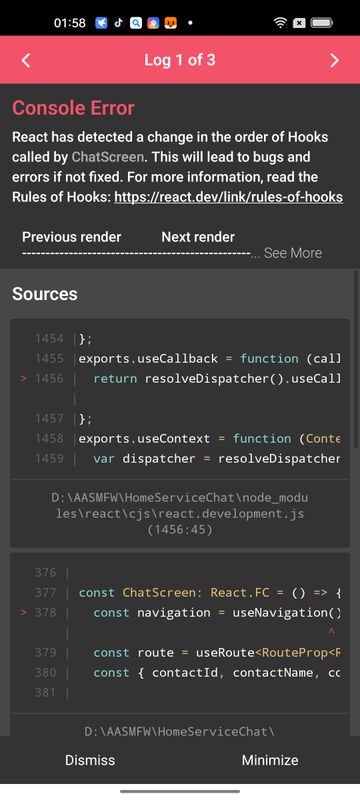 01:58
Log 1 of 3
Console Error
React has detected a change in the order of Hooks
called by ChatScreen. This will lead to bugs and
errors if not fixed. For more information, read the
Rules of Hooks: https://react.dev/link/rules-of-hooks
Previous render Next render
--------------------------------------------------... See More
Sources
1454 |};
1455 |exports.useCallback = function (call
> 1456 | return resolveDispatcher().useCall
|
1457 |};
1458 |exports.useContext = function (Conte
1459 | var dispatcher = resolveDispatcher
D:\AASMFW\HomeServiceChat\node_modu
les\react\cjs\react.development.js
(1456:45)
376 |
377 | const ChatScreen: React.FC = () => {
> 378 | const navigation = useNavigation()
| ^
379 | const route = useRoute<RouteProp<R
380 | const { contactId, contactName, co
381 |
D:\AASMFW\HomeServiceChat\
Dismiss
Minimize